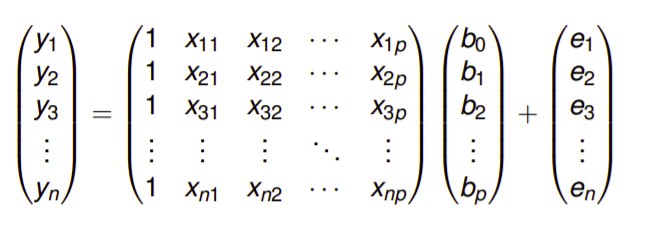 y₁ 1 x₁₁ x₁₂ ⋯ x₁ₚ b₀ e₁
y₂ 1 x₂₁ x₂₂ ⋯ x₂ₚ b₁ e₂
y₃ = 1 x₃₁ x₃₂ ⋯ x₃ₚ b₂ + e₃
⋮ ⋮ ⋮ ⋮ ⋱ ⋮ ⋮ ⋮
yₙ 1 xₙ₁ xₙ₂ ⋯ xₙₚ bₚ eₙ